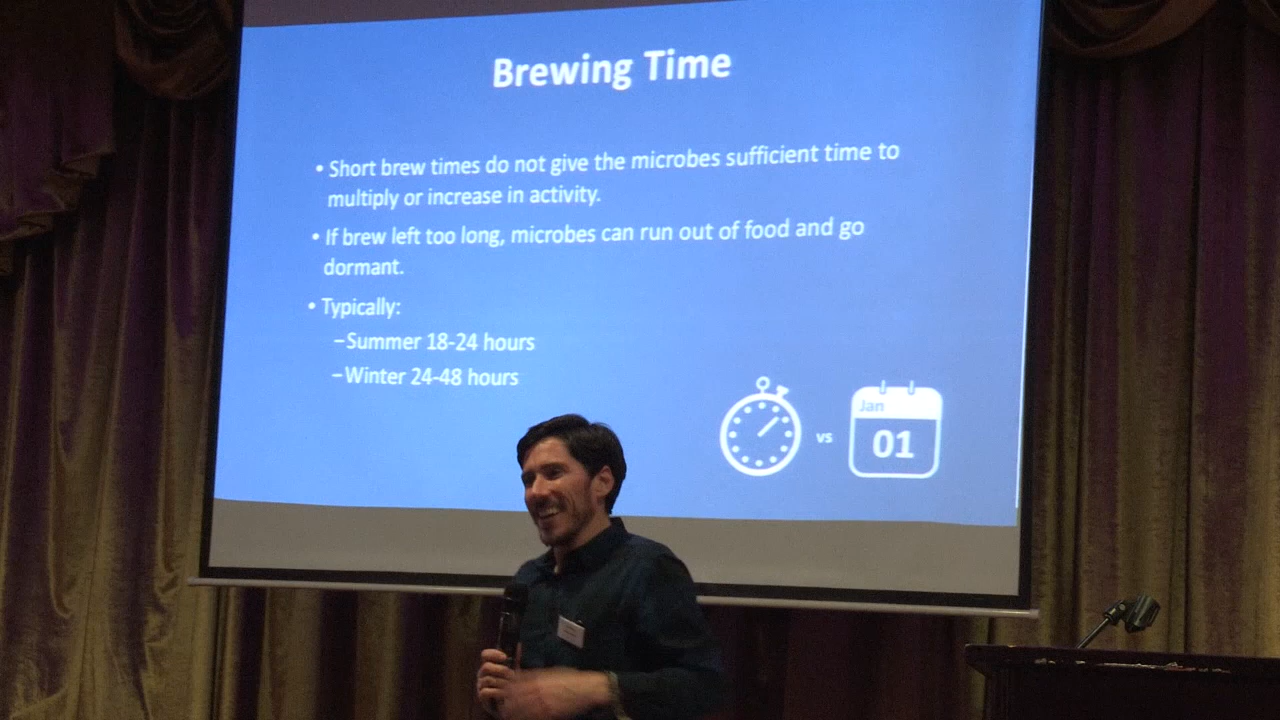 Brewing Time
• Short brew times do not give the microbes sufficient time to
multiply or increase in activity.
• If brew left too long, microbes can run out of food and go
dormant.
• Typically:
–Summer 18-24 hours
–Winter 24-48 hours
Jan
vs
01